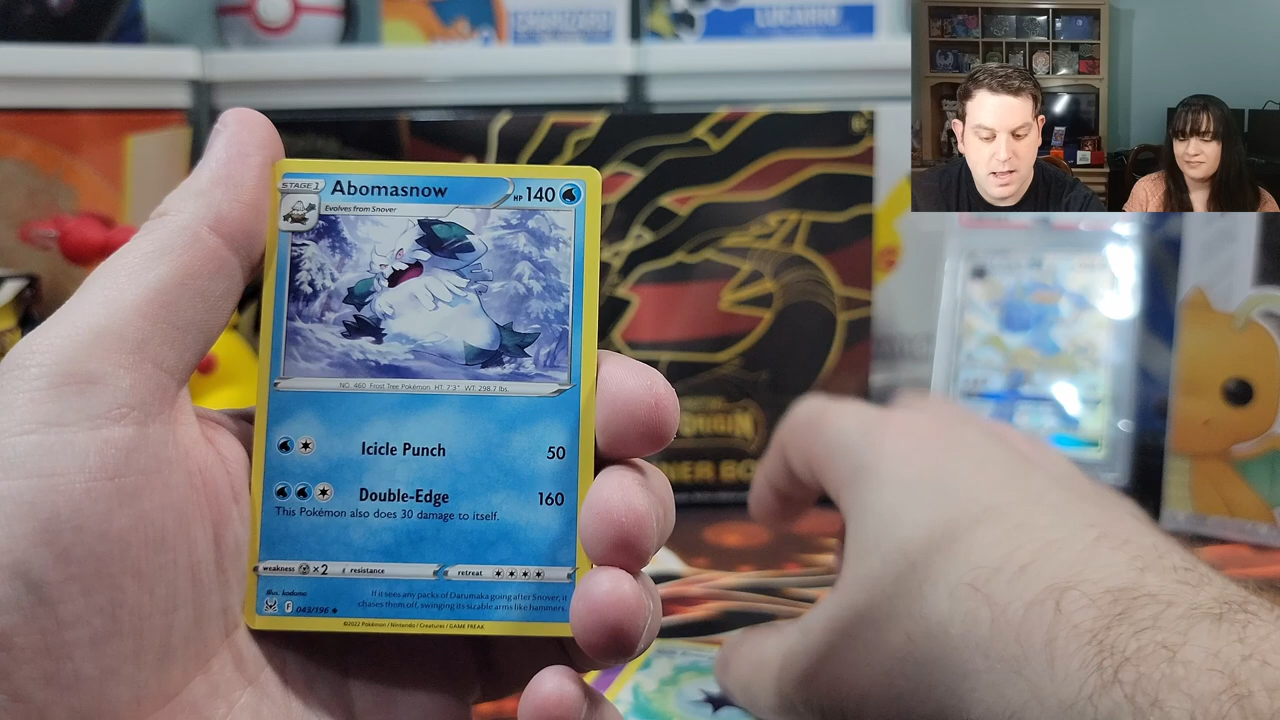 LUCARIO
STAGE 1
Abomasnow
HP 140
Evolves from Snover
NO. 460 Frost Tree Pokémon HT: 7'3" WT: 298.7 lbs.
Icicle Punch 50
Double-Edge 160
This Pokémon also does 30 damage to itself.
weakness ×2 resistance retreat
Illus. kodama
If it sees any packs of Darumaka going after Snover, it
chases them off, swinging its sizable arms like hammers.
F 043/196
©2022 Pokémon / Nintendo / Creatures / GAME FREAK
ORIGIN